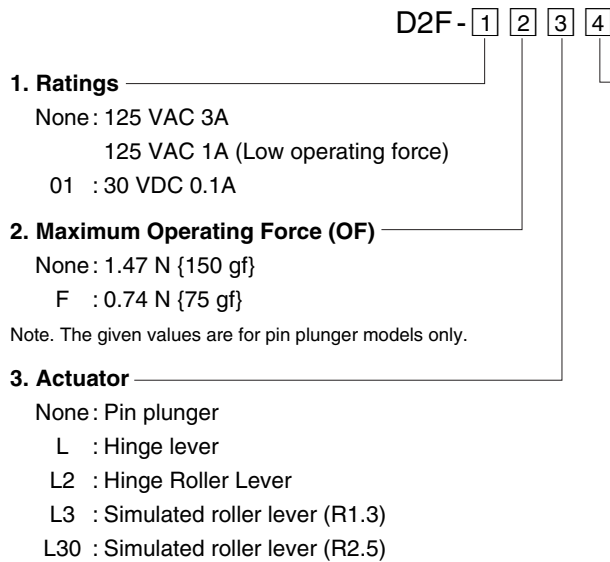 D2F - 1 2 3 4
1. Ratings
None : 125 VAC 3A
125 VAC 1A (Low operating force)
01 : 30 VDC 0.1A
2. Maximum Operating Force (OF)
None : 1.47 N {150 gf}
F : 0.74 N {75 gf}
Note. The given values are for pin plunger models only.
3. Actuator
None : Pin plunger
L : Hinge lever
L2 : Hinge Roller Lever
L3 : Simulated roller lever (R1.3)
L30 : Simulated roller lever (R2.5)